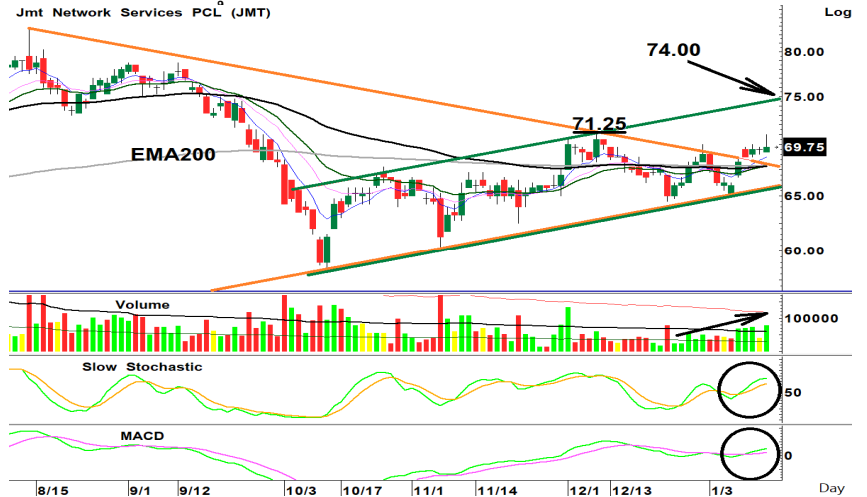 Jmt Network Services PCL (JMT)
Log
80.00
74.00
75.00
71.25
69.75
EMA200
65.00
60.00
Volume
100000
Slow Stochastic
50
MACD
0
8/15 9/1 9/12 10/3 10/17 11/1 11/14 12/1 12/13 1/3 Day